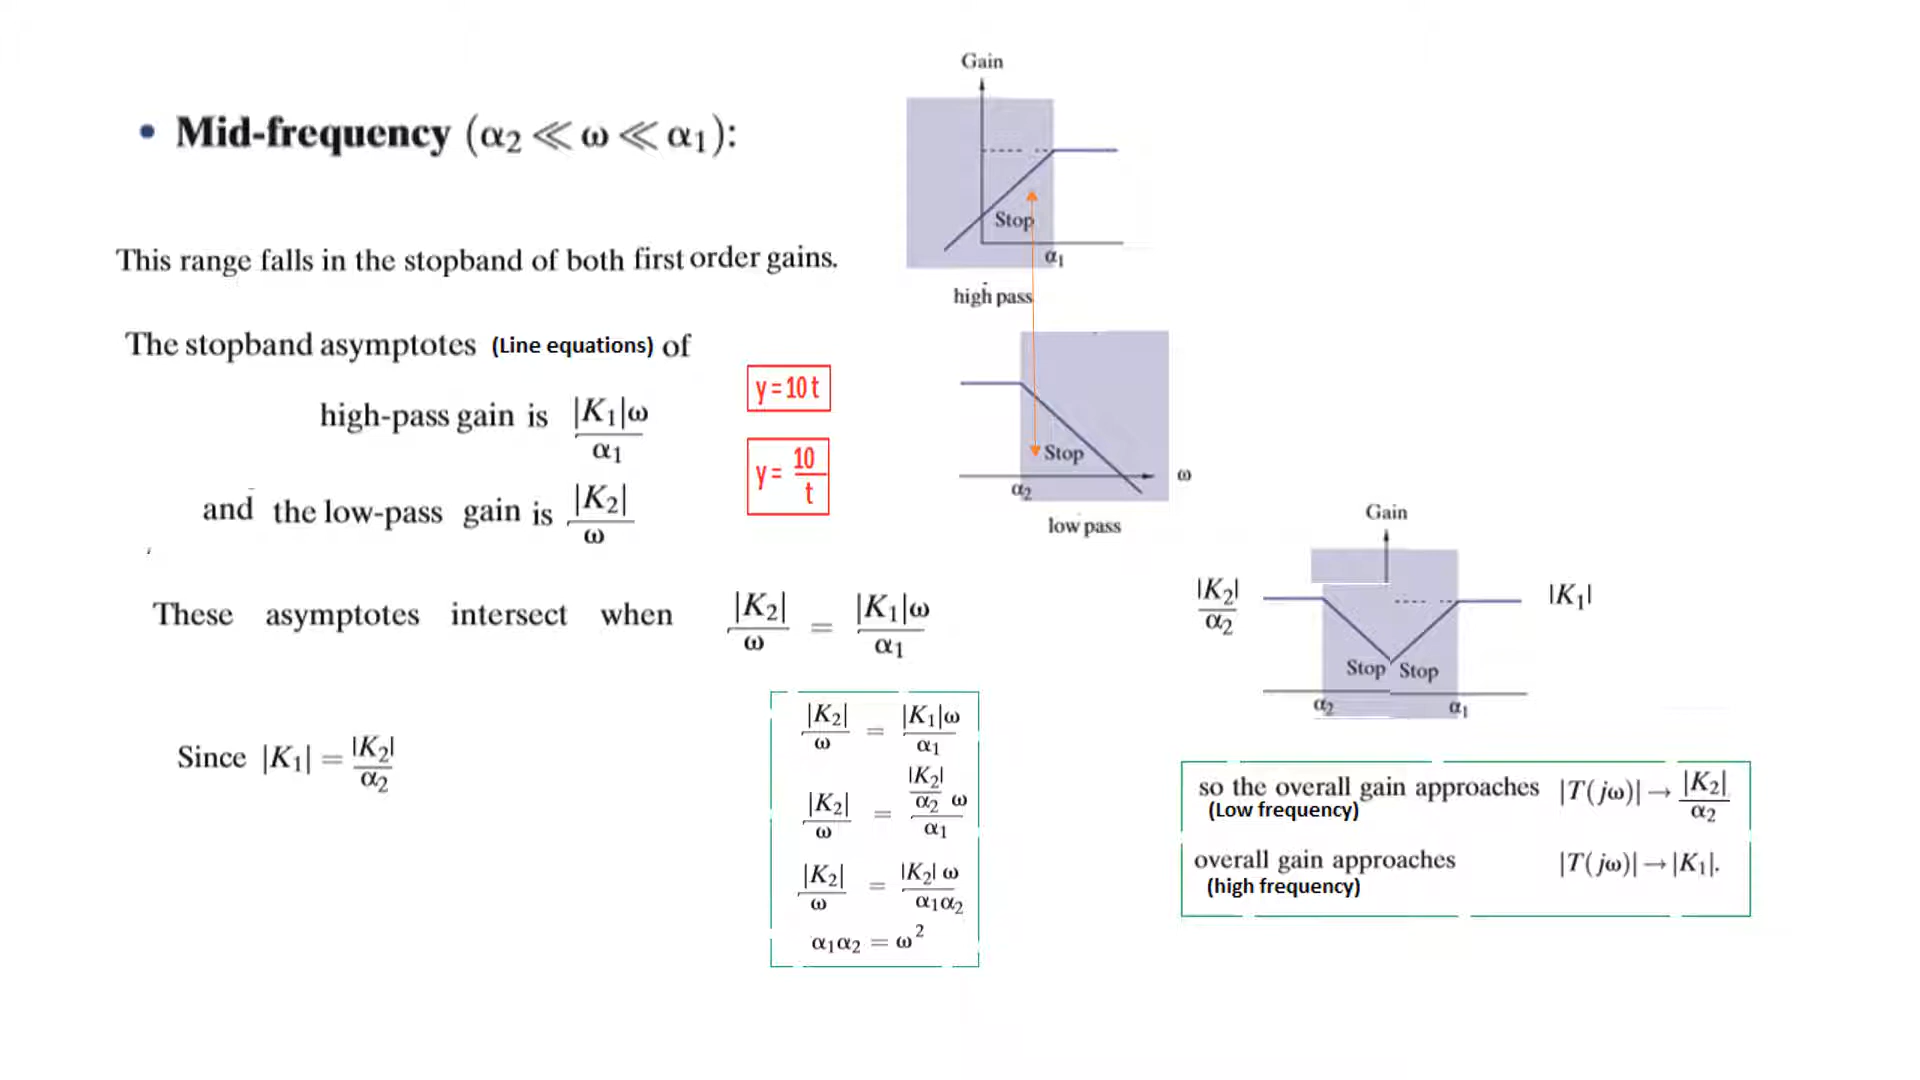 • Mid-frequency (α₂ ≪ ω ≪ α₁):
This range falls in the stopband of both first order gains.
The stopband asymptotes (Line equations) of
high-pass gain is |K₁|ω / α₁
and the low-pass gain is |K₂| / ω
y = 10 t
y = 10 / t
These asymptotes intersect when |K₂| / ω = |K₁|ω / α₁
Since |K₁| = |K₂| / α₂
|K₂| / ω = |K₁|ω / α₁
|K₂| / ω = |K₂| / α₂ ω / α₁
|K₂| / ω = |K₂| ω / α₁α₂
α₁α₂ = ω²
Gain
Stop
α₁
high pass
Stop
ω
α₂
low pass
Gain
|K₂| / α₂
|K₁|
Stop Stop
α₂ α₁
so the overall gain approaches |T(jω)| → |K₂| / α₂
(Low frequency)
overall gain approaches |T(jω)| → |K₁|.
(high frequency)